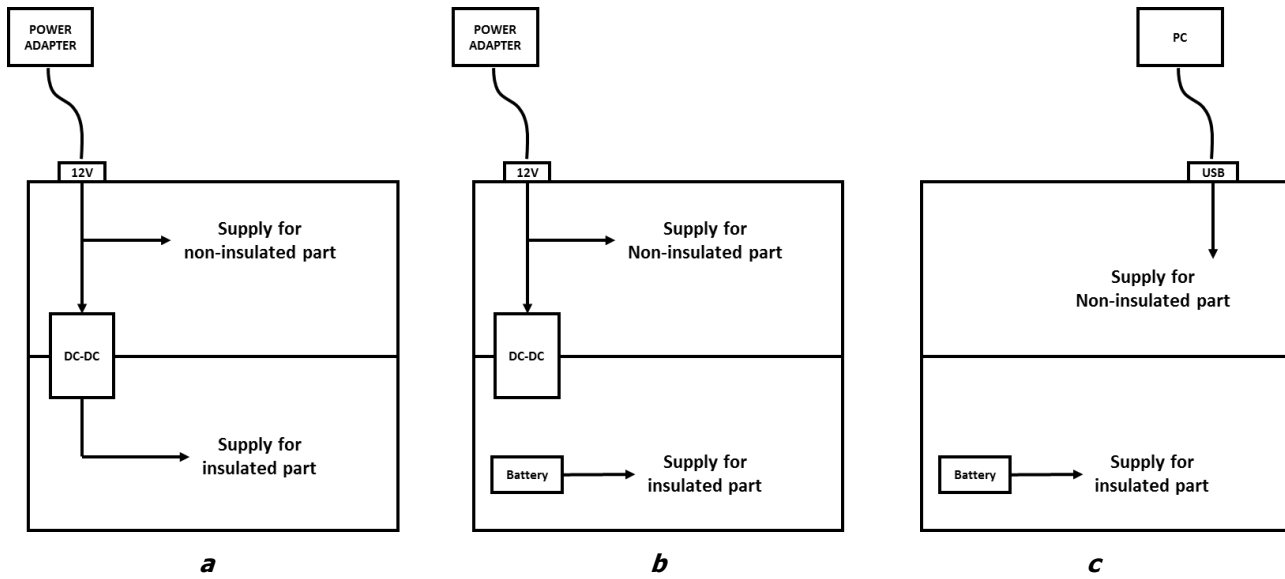 POWER
ADAPTER
12V
Supply for
non-insulated part
DC-DC
Supply for
insulated part
a
POWER
ADAPTER
12V
Supply for
Non-insulated part
DC-DC
Battery
Supply for
insulated part
b
PC
USB
Supply for
Non-insulated part
Battery
Supply for
insulated part
c